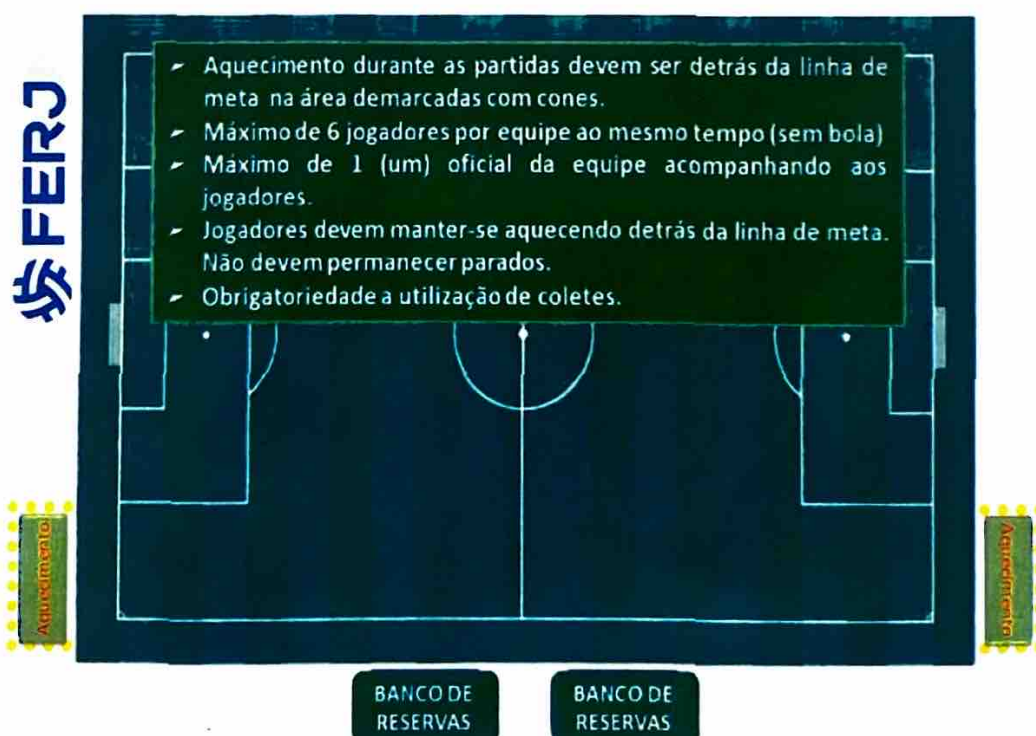 FERJ
➤ Aquecimento durante as partidas devem ser detrás da linha de
meta na área demarcadas com cones.
➤ Máximo de 6 jogadores por equipe ao mesmo tempo (sem bola)
➤ Máximo de 1 (um) oficial da equipe acompanhando aos
jogadores.
➤ Jogadores devem manter-se aquecendo detrás da linha de meta.
Não devem permanecer parados.
➤ Obrigatoriedade a utilização de coletes.
Aquecimento
Aquecimento
BANCO DE
RESERVAS
BANCO DE
RESERVAS